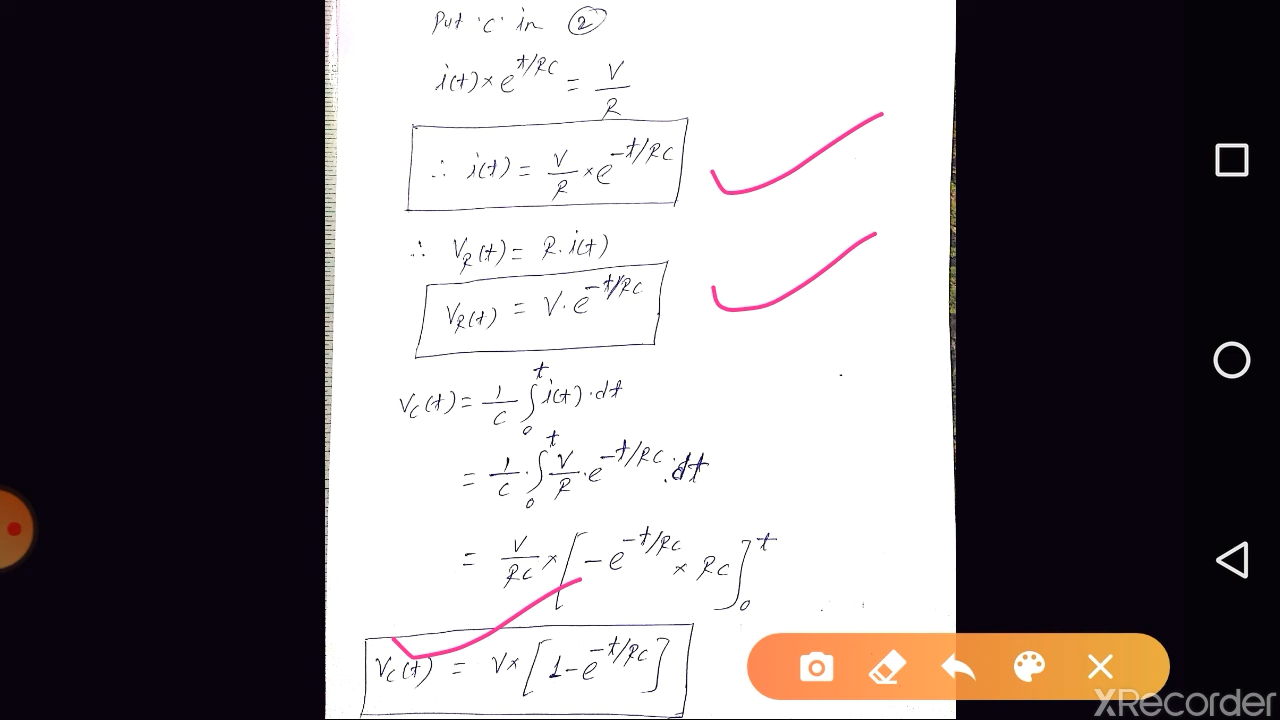 Put 'c' in ②
i(t) × e^{t/RC} = V/R
∴ i(t) = V/R · e^{-t/RC}
∴ V_R(t) = R · i(t)
V_R(t) = V · e^{-t/RC}
V_C(t) = 1/C ∫_0^t i(t) · dt
= 1/C · ∫_0^t V/R · e^{-t/RC} · dt
= V/RC × [-e^{-t/RC} × RC]_0^t
V_C(t) = V × [1 - e^{-t/RC}]
XRecorder